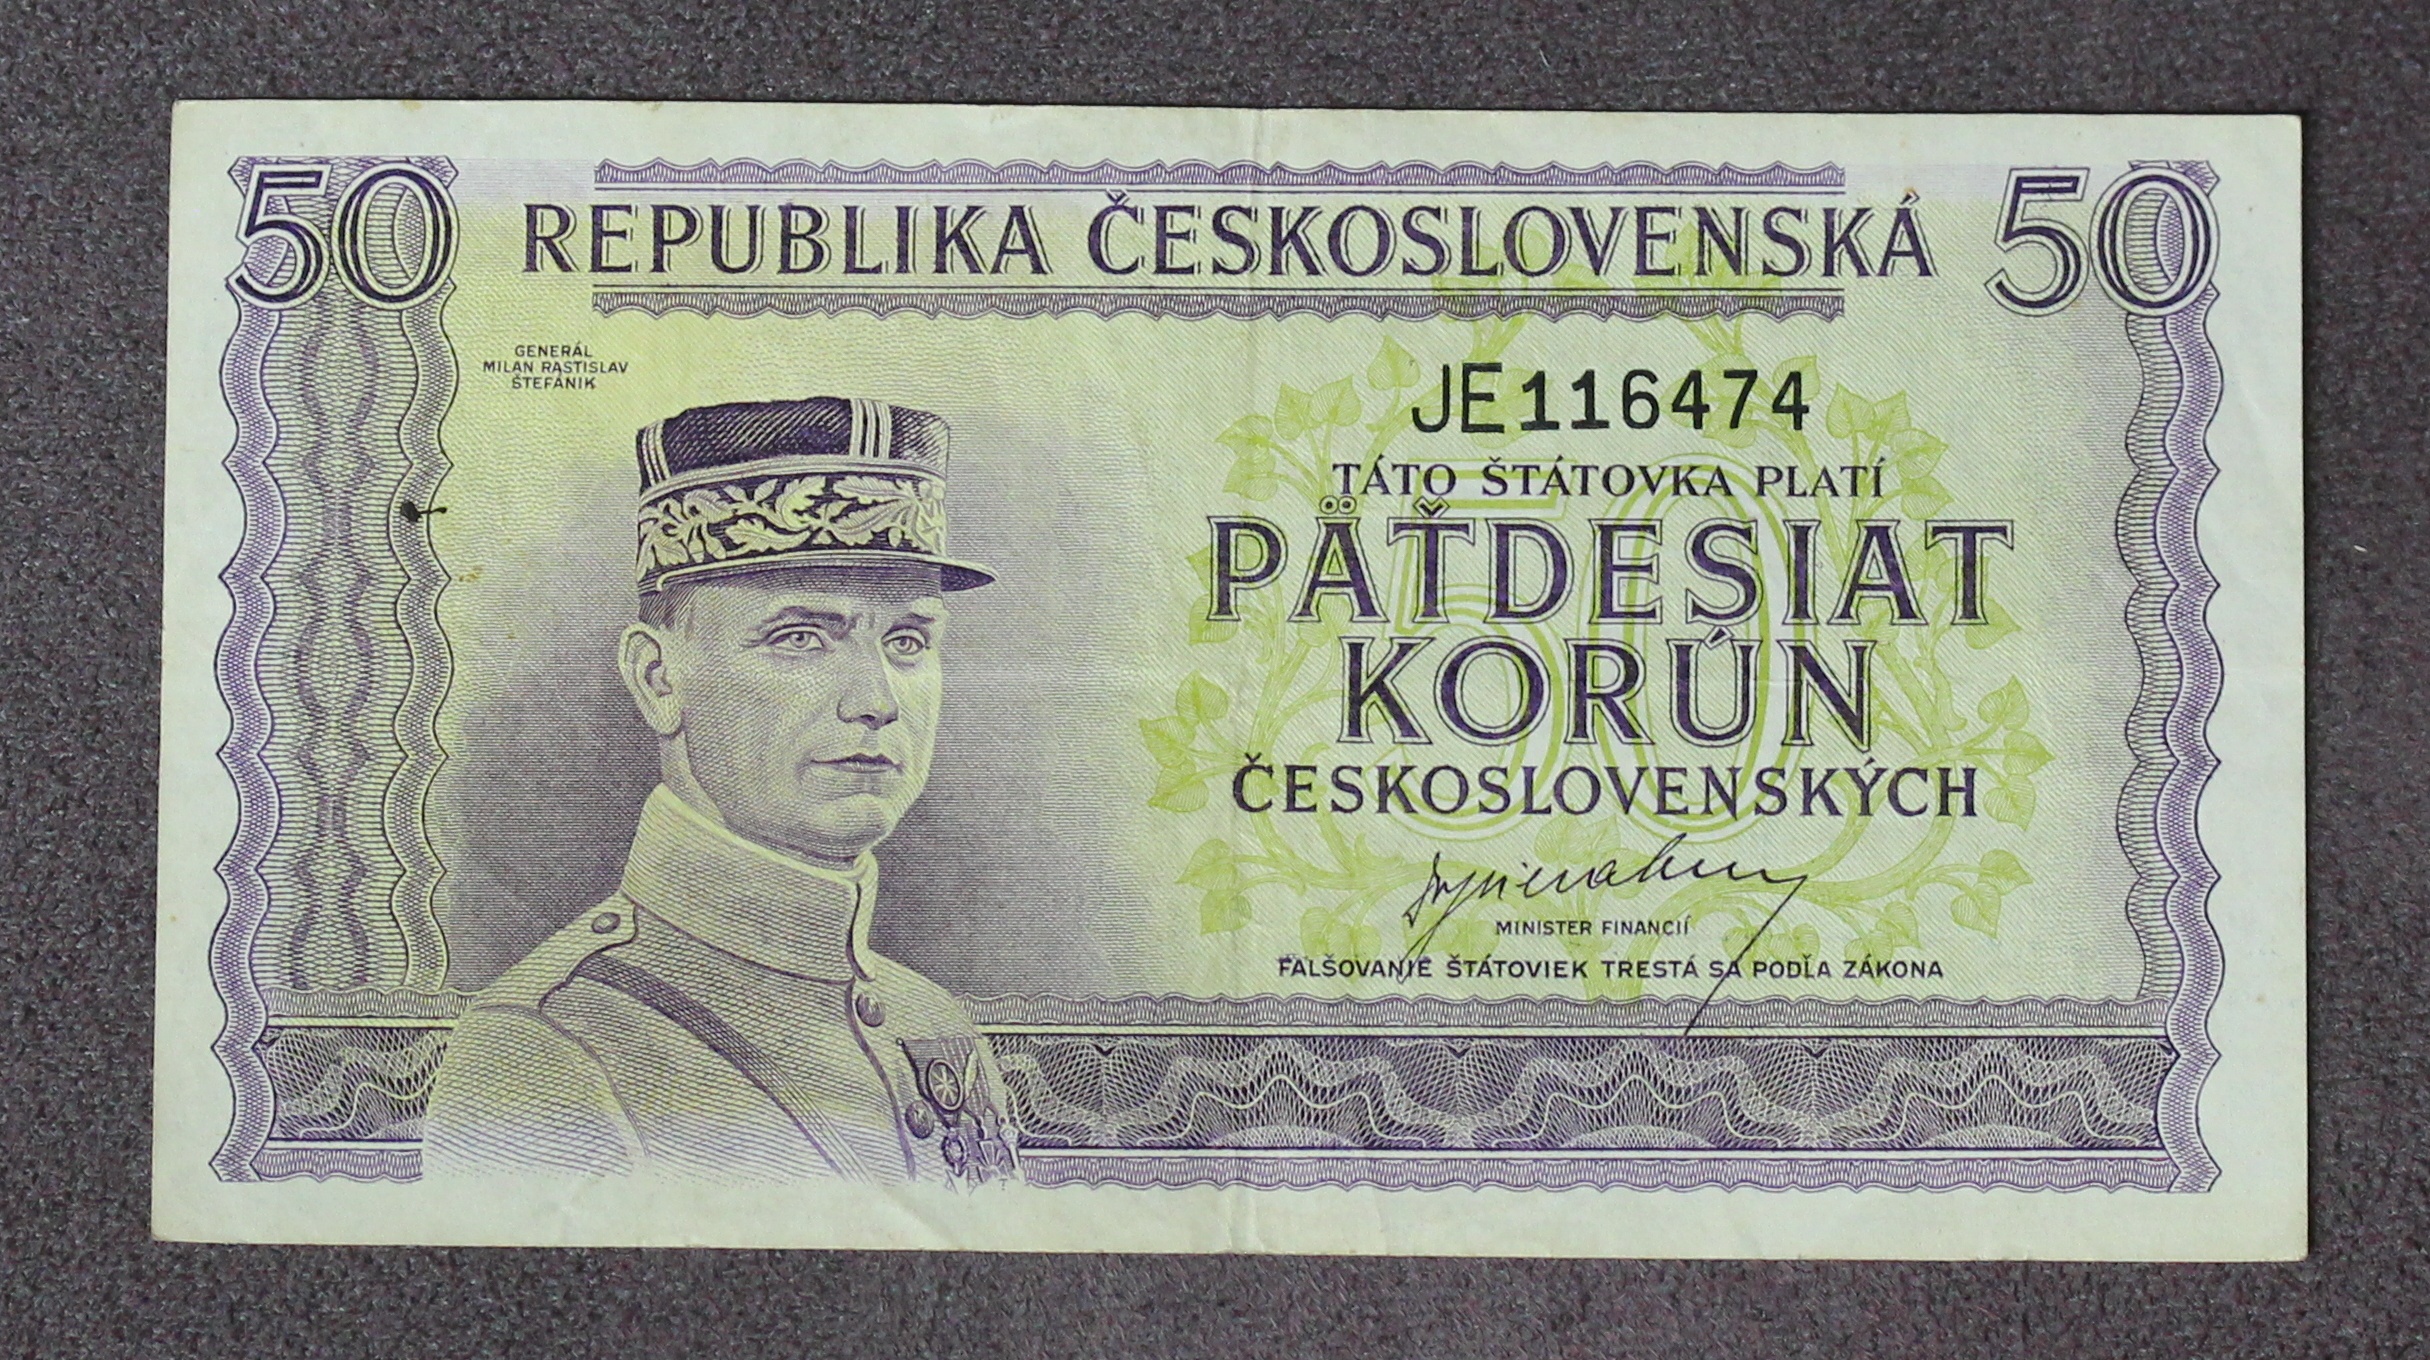 50 REPUBLIKA ČESKOSLOVENSKÁ 50
GENERÁL
MILAN RASTISLAV
ŠTEFÁNIK
JE116474
TÁTO ŠTÁTOVKA PLATÍ
50
PÄŤDESIAT
KORÚN
ČESKOSLOVENSKÝCH
MINISTER FINANCIÍ
FALŠOVANIE ŠTÁTOVIEK TRESTÁ SA PODĽA ZÁKONA